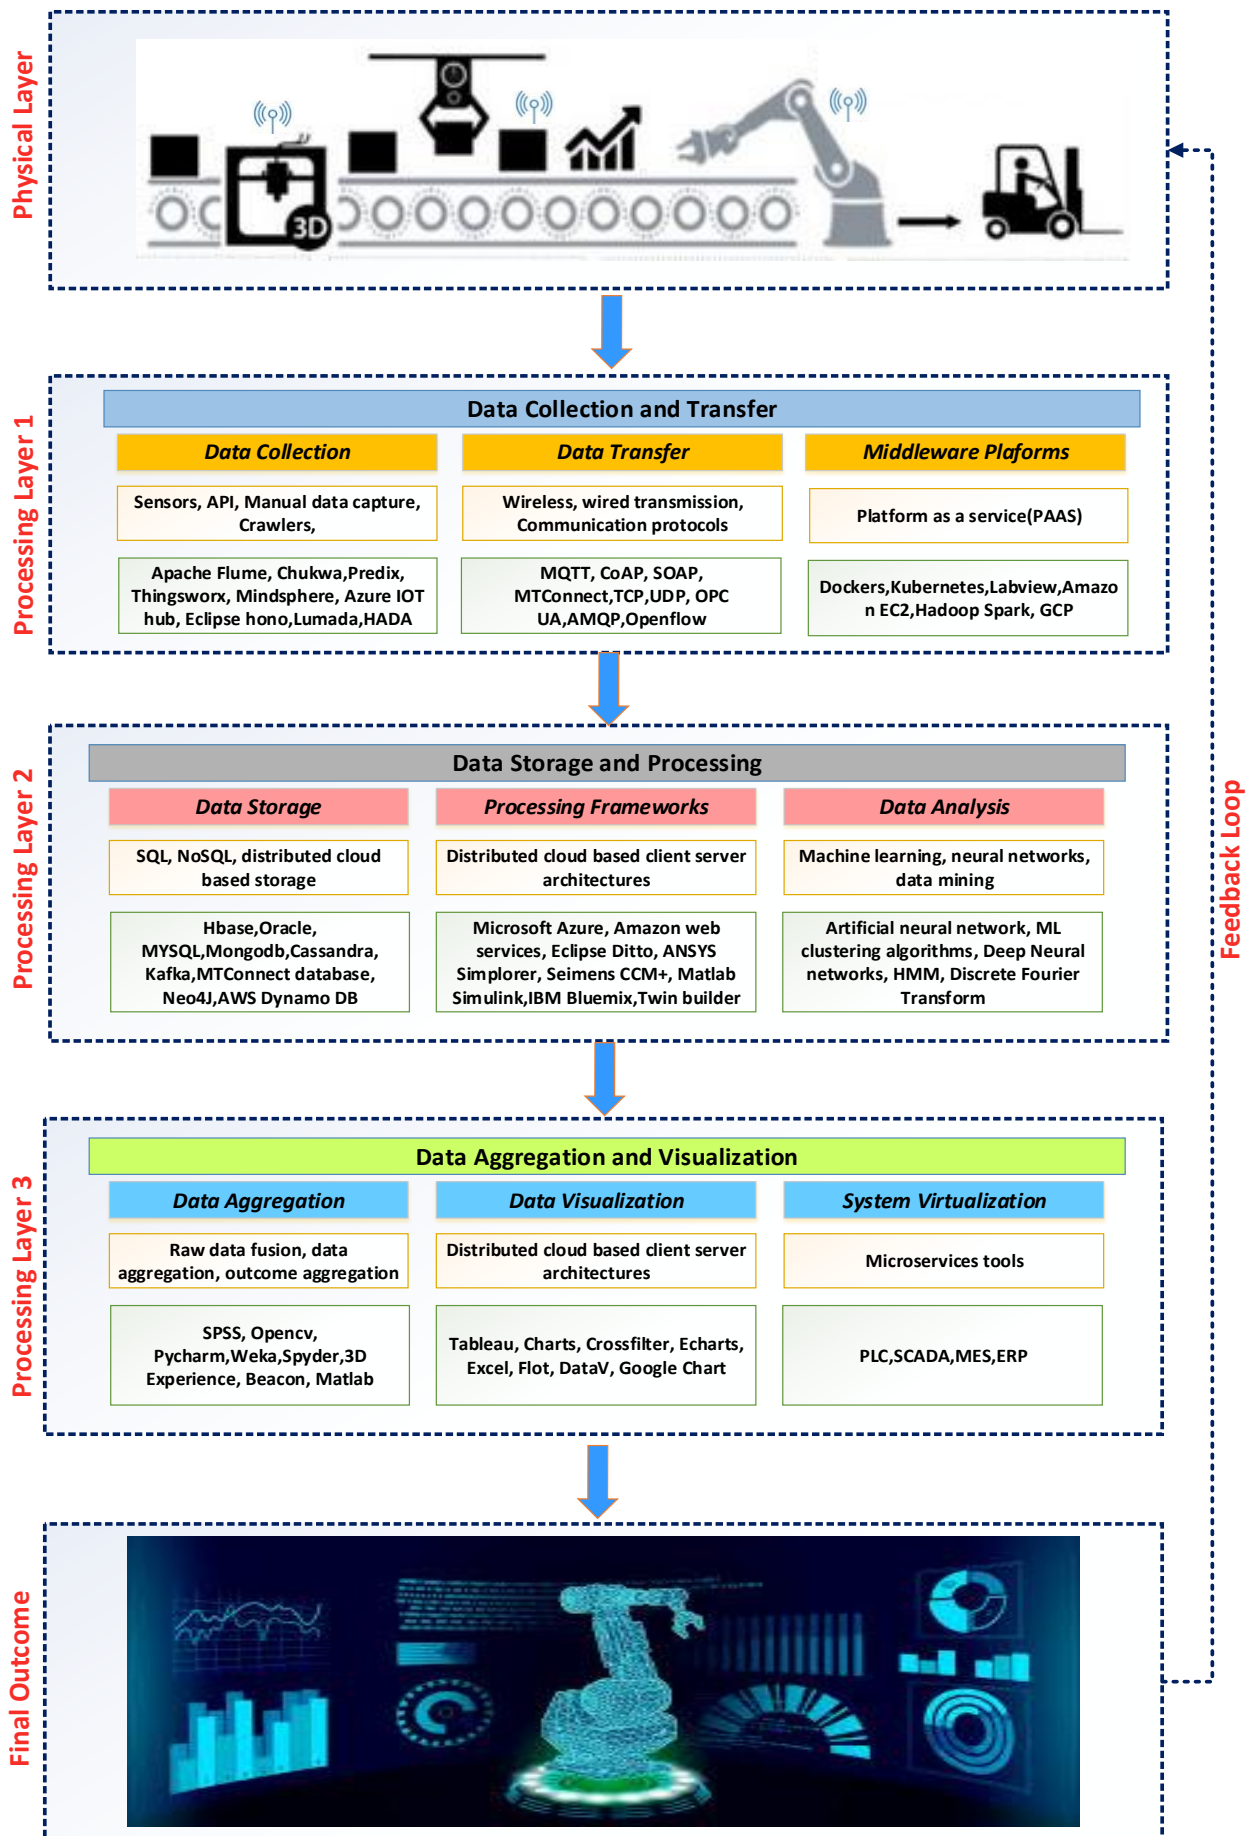 Physical Layer
3D
Processing Layer 1
Data Collection and Transfer
Data Collection
Data Transfer
Middleware Plaforms
Sensors, API, Manual data capture,
Crawlers,
Wireless, wired transmission,
Communication protocols
Platform as a service(PAAS)
Apache Flume, Chukwa,Predix,
Thingsworx, Mindsphere, Azure IOT
hub, Eclipse hono,Lumada,HADA
MQTT, CoAP, SOAP,
MTConnect,TCP,UDP, OPC
UA,AMQP,Openflow
Dockers,Kubernetes,Labview,Amazo
n EC2,Hadoop Spark, GCP
Processing Layer 2
Data Storage and Processing
Data Storage
Processing Frameworks
Data Analysis
SQL, NoSQL, distributed cloud
based storage
Distributed cloud based client server
architectures
Machine learning, neural networks,
data mining
Hbase,Oracle,
MYSQL,Mongodb,Cassandra,
Kafka,MTConnect database,
Neo4J,AWS Dynamo DB
Microsoft Azure, Amazon web
services, Eclipse Ditto, ANSYS
Simplorer, Seimens CCM+, Matlab
Simulink,IBM Bluemix,Twin builder
Artificial neural network, ML
clustering algorithms, Deep Neural
networks, HMM, Discrete Fourier
Transform
Feedback Loop
Processing Layer 3
Data Aggregation and Visualization
Data Aggregation
Data Visualization
System Virtualization
Raw data fusion, data
aggregation, outcome aggregation
Distributed cloud based client server
architectures
Microservices tools
SPSS, Opencv,
Pycharm,Weka,Spyder,3D
Experience, Beacon, Matlab
Tableau, Charts, Crossfilter, Echarts,
Excel, Flot, DataV, Google Chart
PLC,SCADA,MES,ERP
Final Outcome